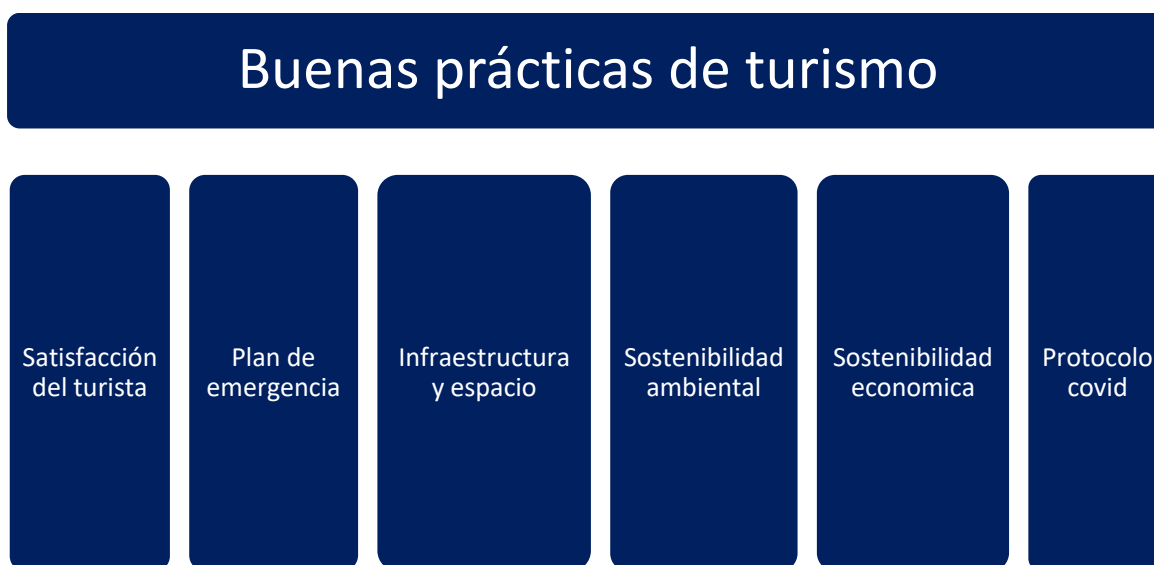 Buenas prácticas de turismo
Satisfacción
del turista
Plan de
emergencia
Infraestructura
y espacio
Sostenibilidad
ambiental
Sostenibilidad
economica
Protocolo
covid